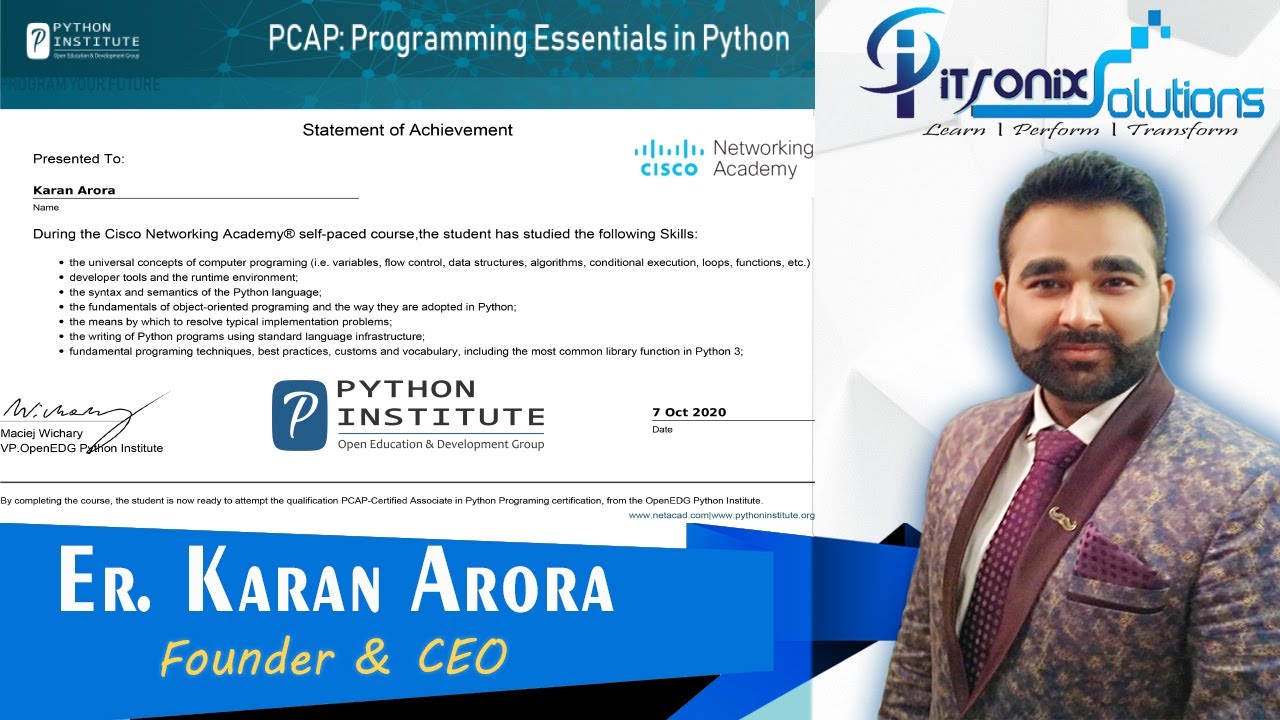 PYTHON
INSTITUTE
Open Education & Development Group
PCAP: Programming Essentials in Python
PROGRAM YOUR FUTURE
Statement of Achievement
Presented To:
CISCO
Networking
Academy
Karan Arora
Name
During the Cisco Networking Academy® self-paced course,the student has studied the following Skills:
• the universal concepts of computer programing (i.e. variables, flow control, data structures, algorithms, conditional execution, loops, functions, etc.)
• developer tools and the runtime environment;
• the syntax and semantics of the Python language;
• the fundamentals of object-oriented programing and the way they are adopted in Python;
• the means by which to resolve typical implementation problems;
• the writing of Python programs using standard language infrastructure;
• fundamental programing techniques, best practices, customs and vocabulary, including the most common library function in Python 3;
W.Wichary
Maciej Wichary
VP.OpenEDG Python Institute
PYTHON
INSTITUTE
Open Education & Development Group
7 Oct 2020
Date
By completing the course, the student is now ready to attempt the qualification PCAP-Certified Associate in Python Programing certification, from the OpenEDG Python Institute.
www.netacad.com|www.pythoninstitute.org
Er. Karan Arora
Founder & CEO
iTronix Solutions
Learn | Perform | Transform